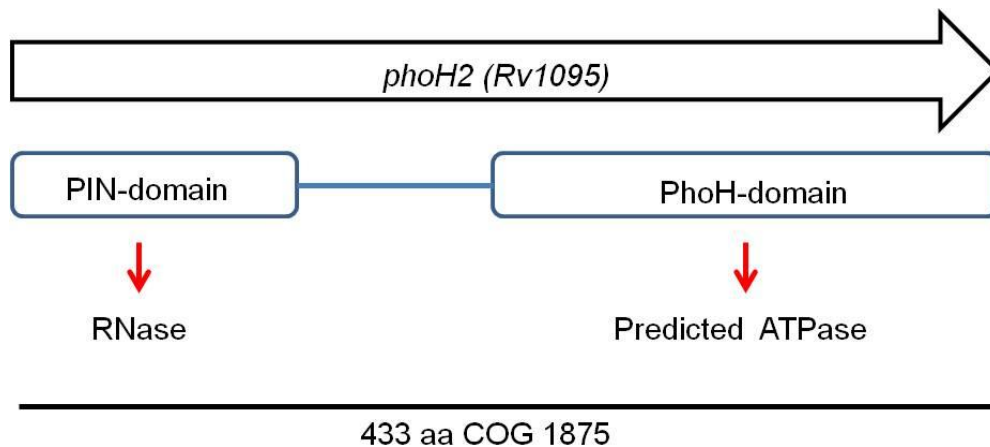 phoH2 (Rv1095)
PIN-domain
PhoH-domain
RNase
Predicted ATPase
433 aa COG 1875